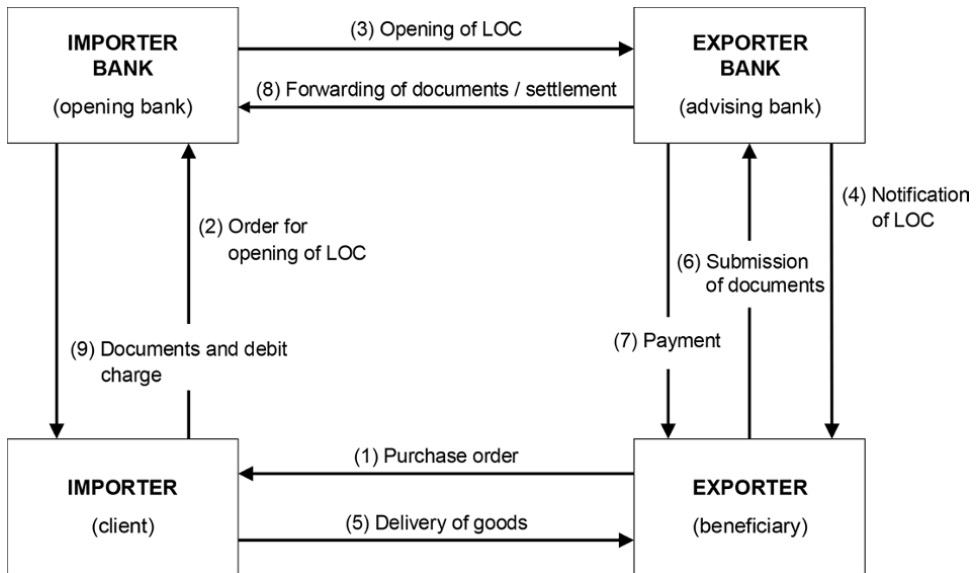 IMPORTER
BANK
(opening bank)
(3) Opening of LOC
(8) Forwarding of documents / settlement
EXPORTER
BANK
(advising bank)
(2) Order for
opening of LOC
(4) Notification
of LOC
(6) Submission
of documents
(7) Payment
(9) Documents and debit
charge
IMPORTER
(client)
(1) Purchase order
(5) Delivery of goods
EXPORTER
(beneficiary)